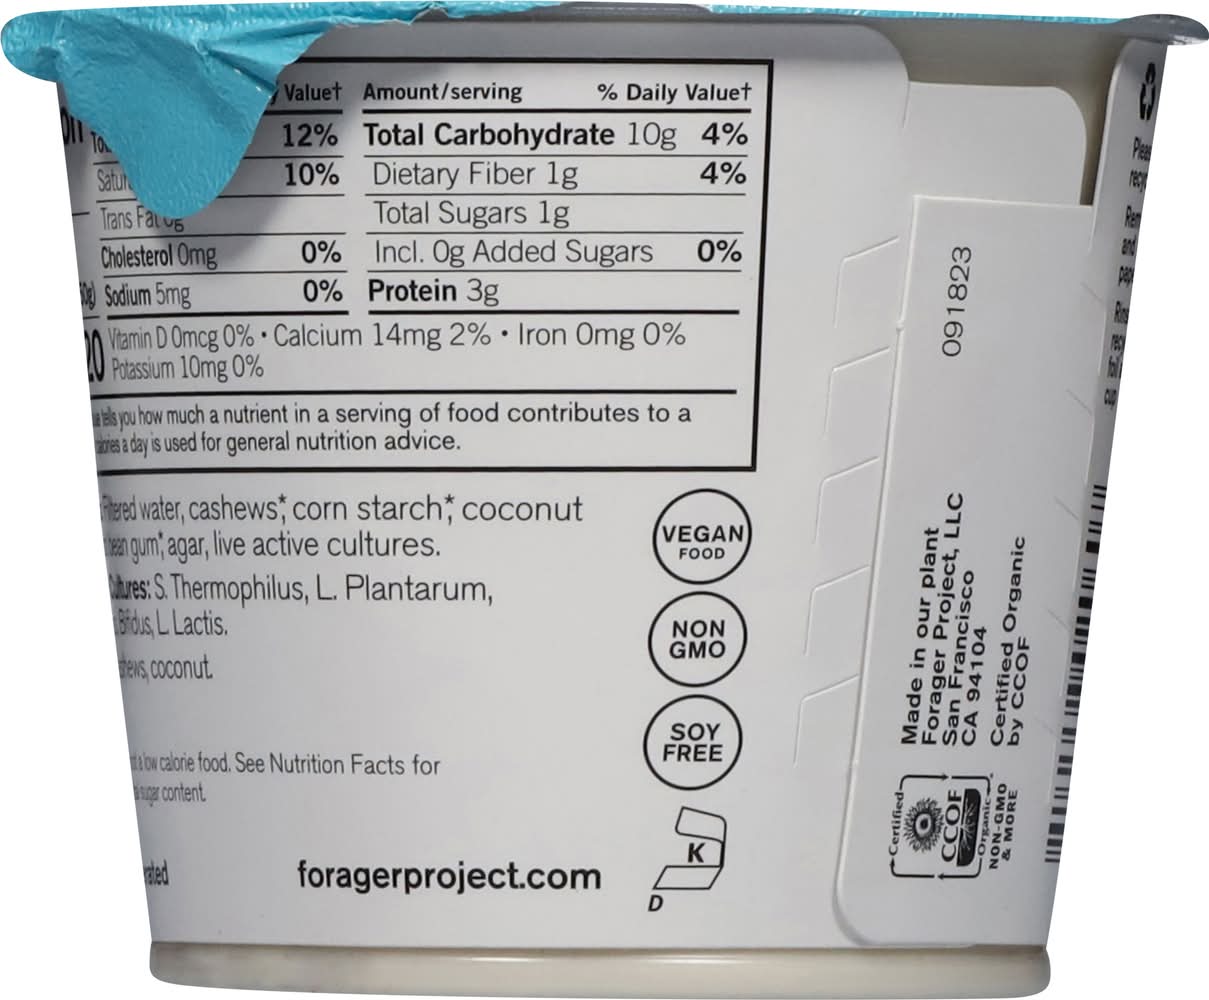 Value† Amount/serving % Daily Value†
12% Total Carbohydrate 10g 4%
10% Dietary Fiber 1g 4%
Trans Fat 0g Total Sugars 1g
Cholesterol 0mg 0% Incl. 0g Added Sugars 0%
Sodium 5mg 0% Protein 3g
Vitamin D 0mcg 0% • Calcium 14mg 2% • Iron 0mg 0%
Potassium 10mg 0%
tells you how much a nutrient in a serving of food contributes to a
a day is used for general nutrition advice.
water, cashews*, corn starch*, coconut
gum*, agar, live active cultures.
S. Thermophilus, L. Plantarum,
Bifidus, L. Lactis.
coconut.
a low calorie food. See Nutrition Facts for
sugar content.
foragerproject.com
VEGAN
FOOD
NON
GMO
SOY
FREE
K
D
091823
Made in our plant
Forager Project, LLC
San Francisco
CA 94104
Certified Organic
by CCOF
Certified
CCOF
Organic
NON-GMO
& MORE
and